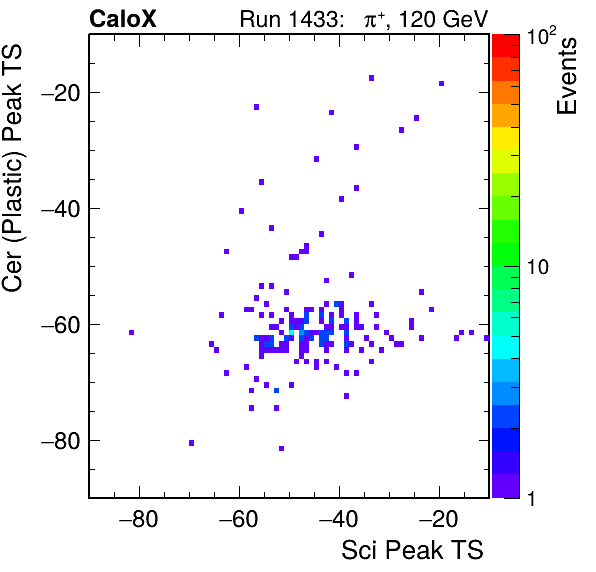 CaloX Run 1433: π⁺, 120 GeV
Cer (Plastic) Peak TS
−20
−40
−60
−80
−80 −60 −40 −20
Sci Peak TS
10²
10
1
Events